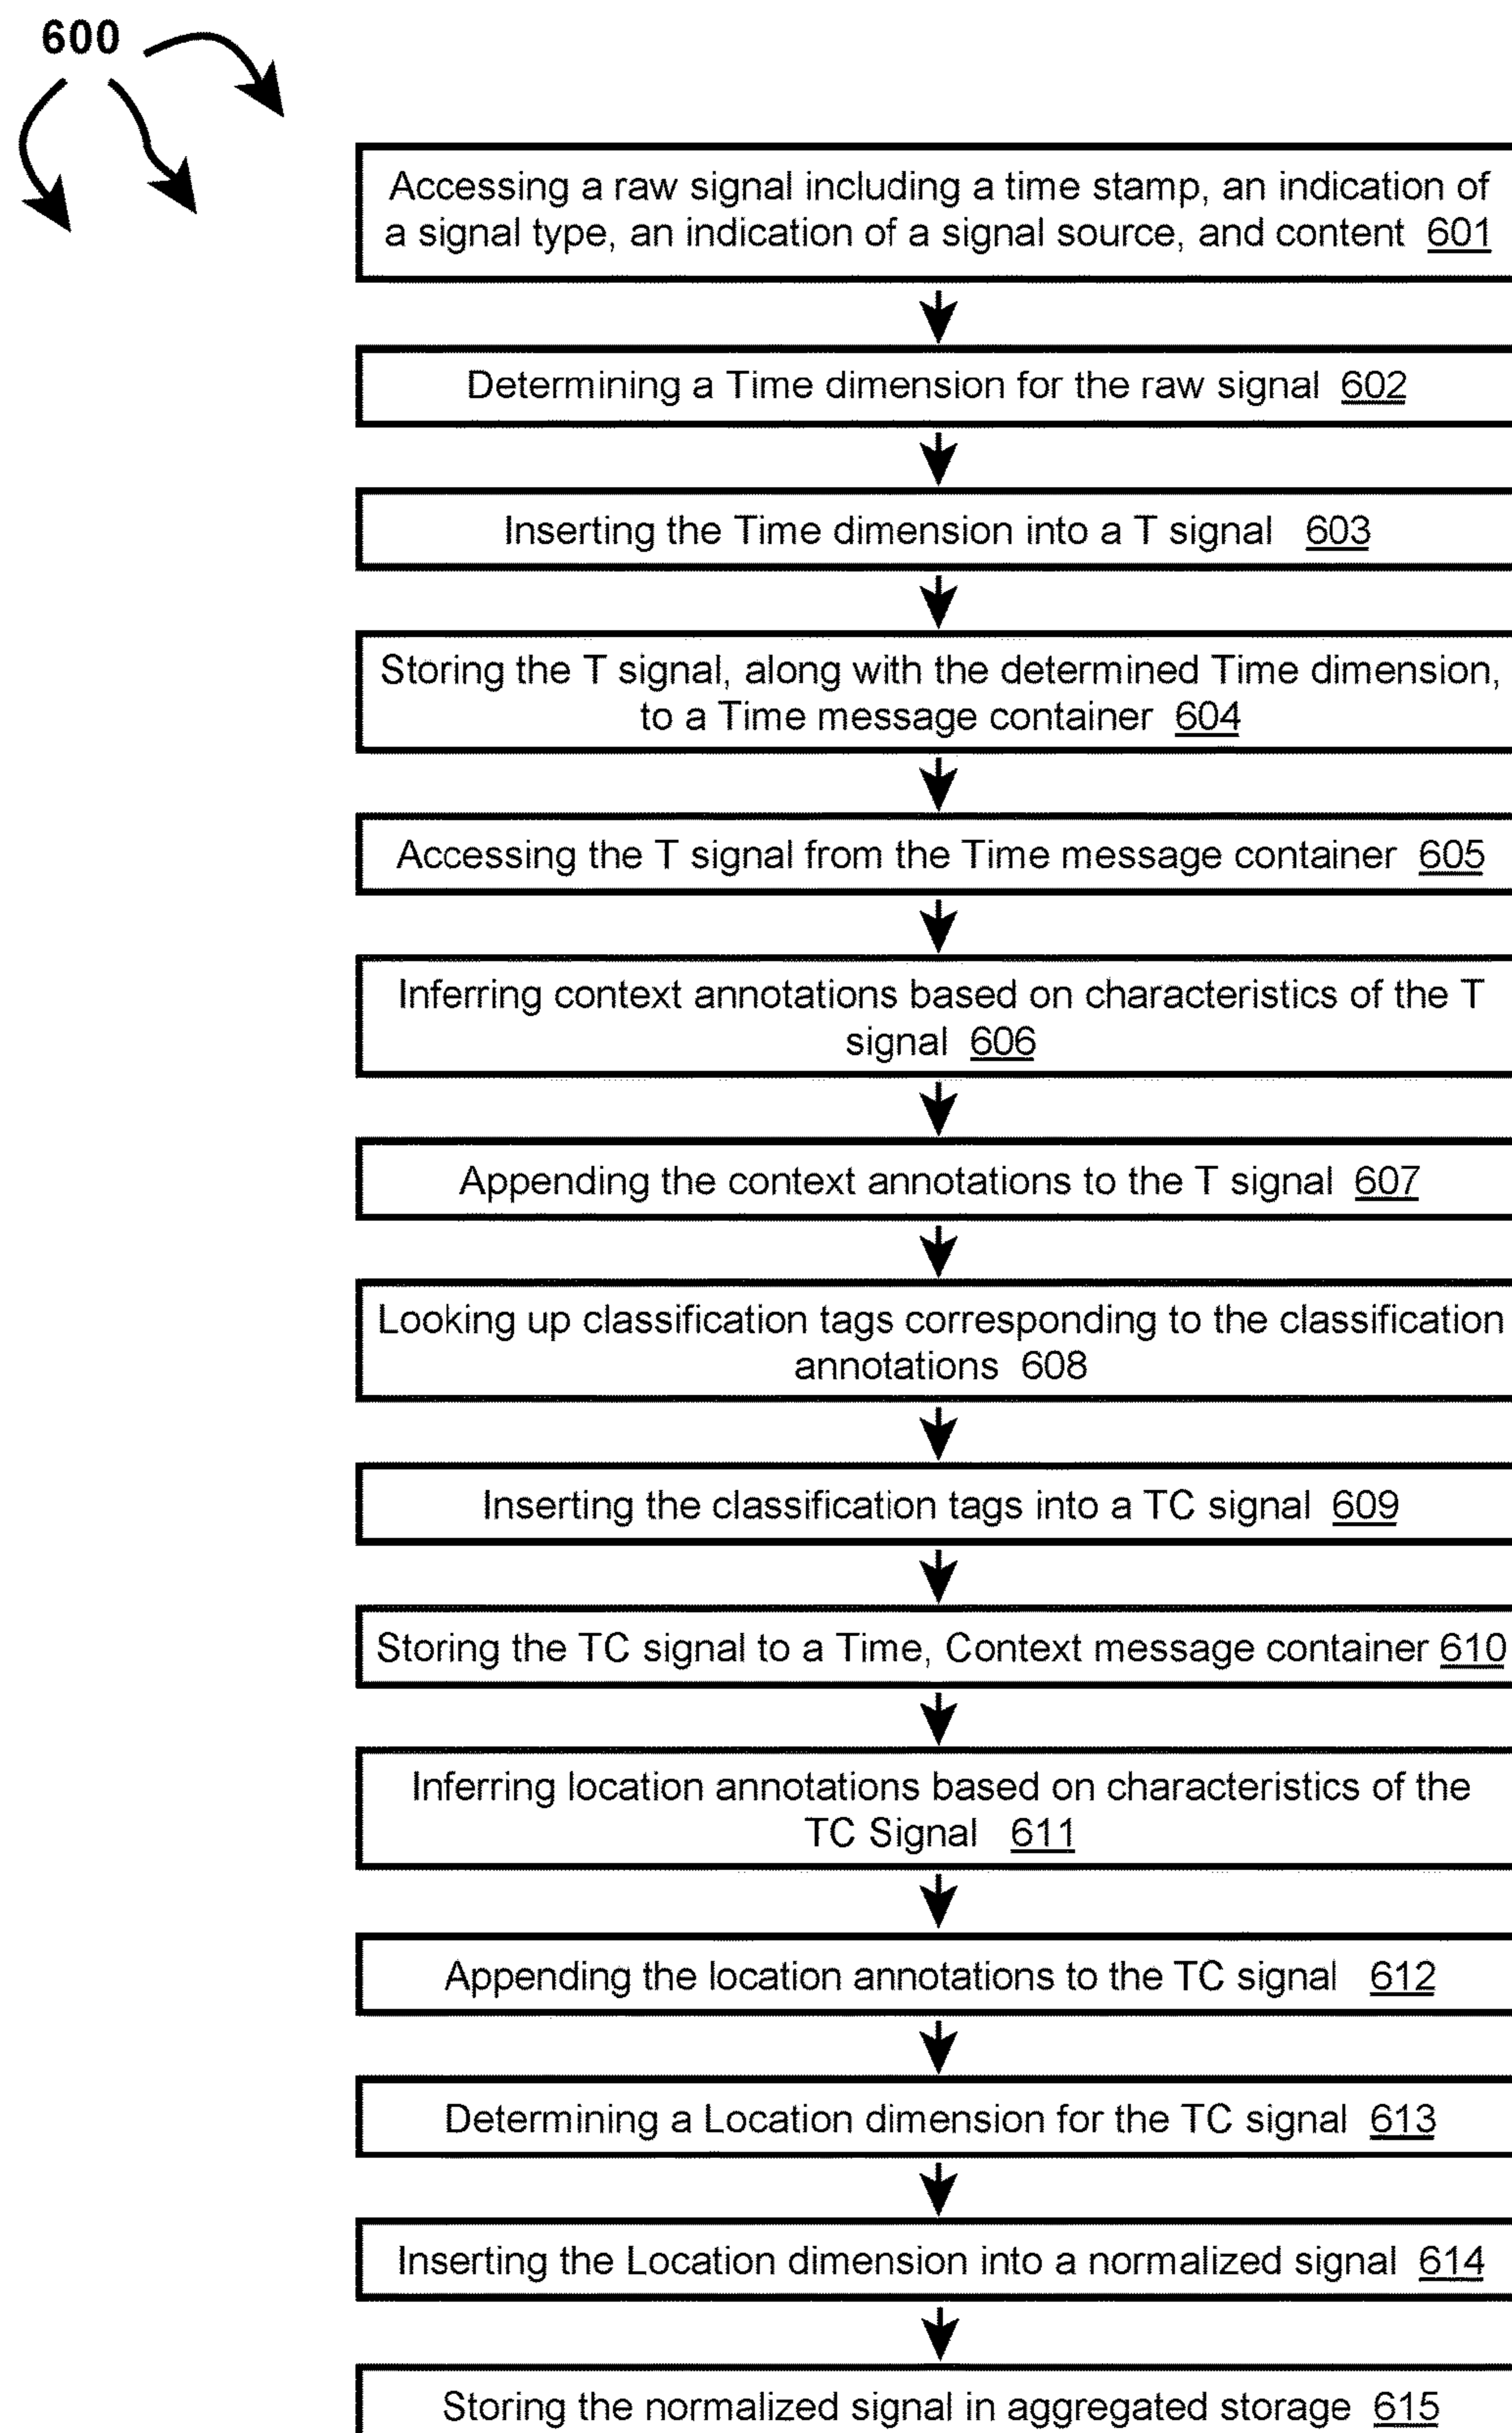 600
Accessing a raw signal including a time stamp, an indication of
a signal type, an indication of a signal source, and content 601
Determining a Time dimension for the raw signal 602
Inserting the Time dimension into a T signal 603
Storing the T signal, along with the determined Time dimension,
to a Time message container 604
Accessing the T signal from the Time message container 605
Inferring context annotations based on characteristics of the T
signal 606
Appending the context annotations to the T signal 607
Looking up classification tags corresponding to the classification
annotations 608
Inserting the classification tags into a TC signal 609
Storing the TC signal to a Time, Context message container 610
Inferring location annotations based on characteristics of the
TC Signal 611
Appending the location annotations to the TC signal 612
Determining a Location dimension for the TC signal 613
Inserting the Location dimension into a normalized signal 614
Storing the normalized signal in aggregated storage 615